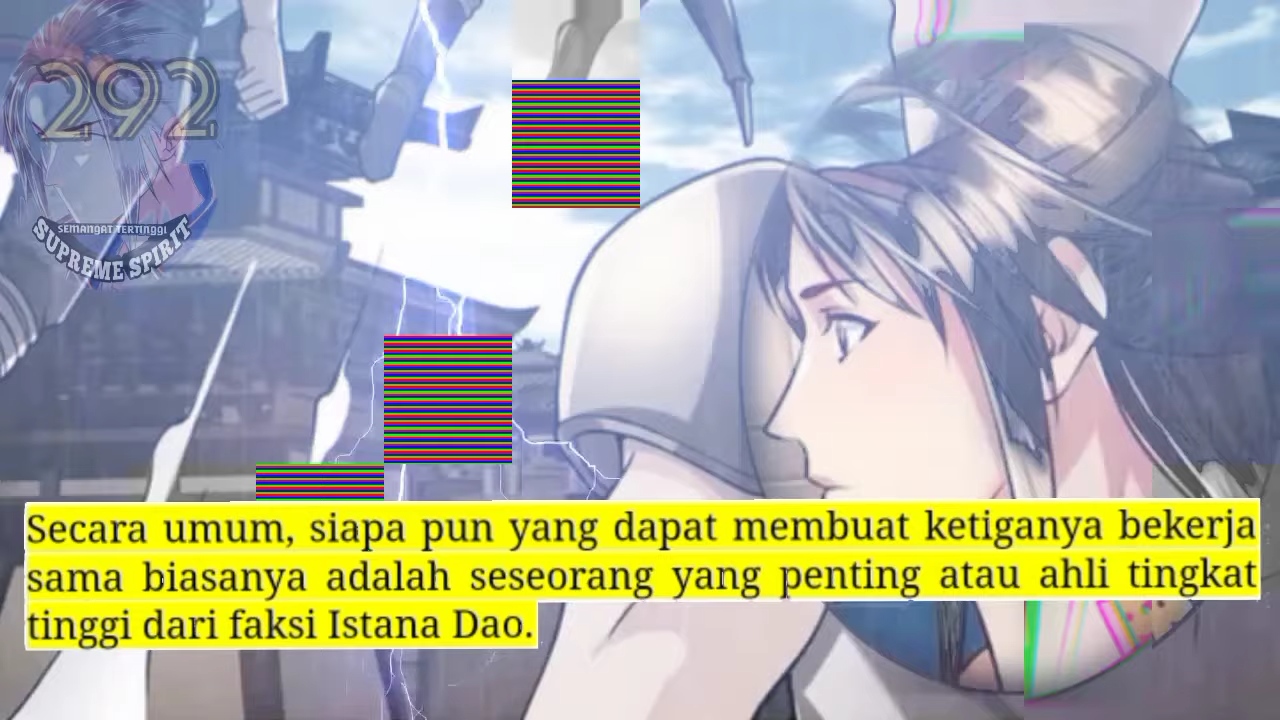 292
SEMANGAT TERTINGGI
SUPREME SPIRIT
Secara umum, siapa pun yang dapat membuat ketiganya bekerja
sama biasanya adalah seseorang yang penting atau ahli tingkat
tinggi dari faksi Istana Dao.